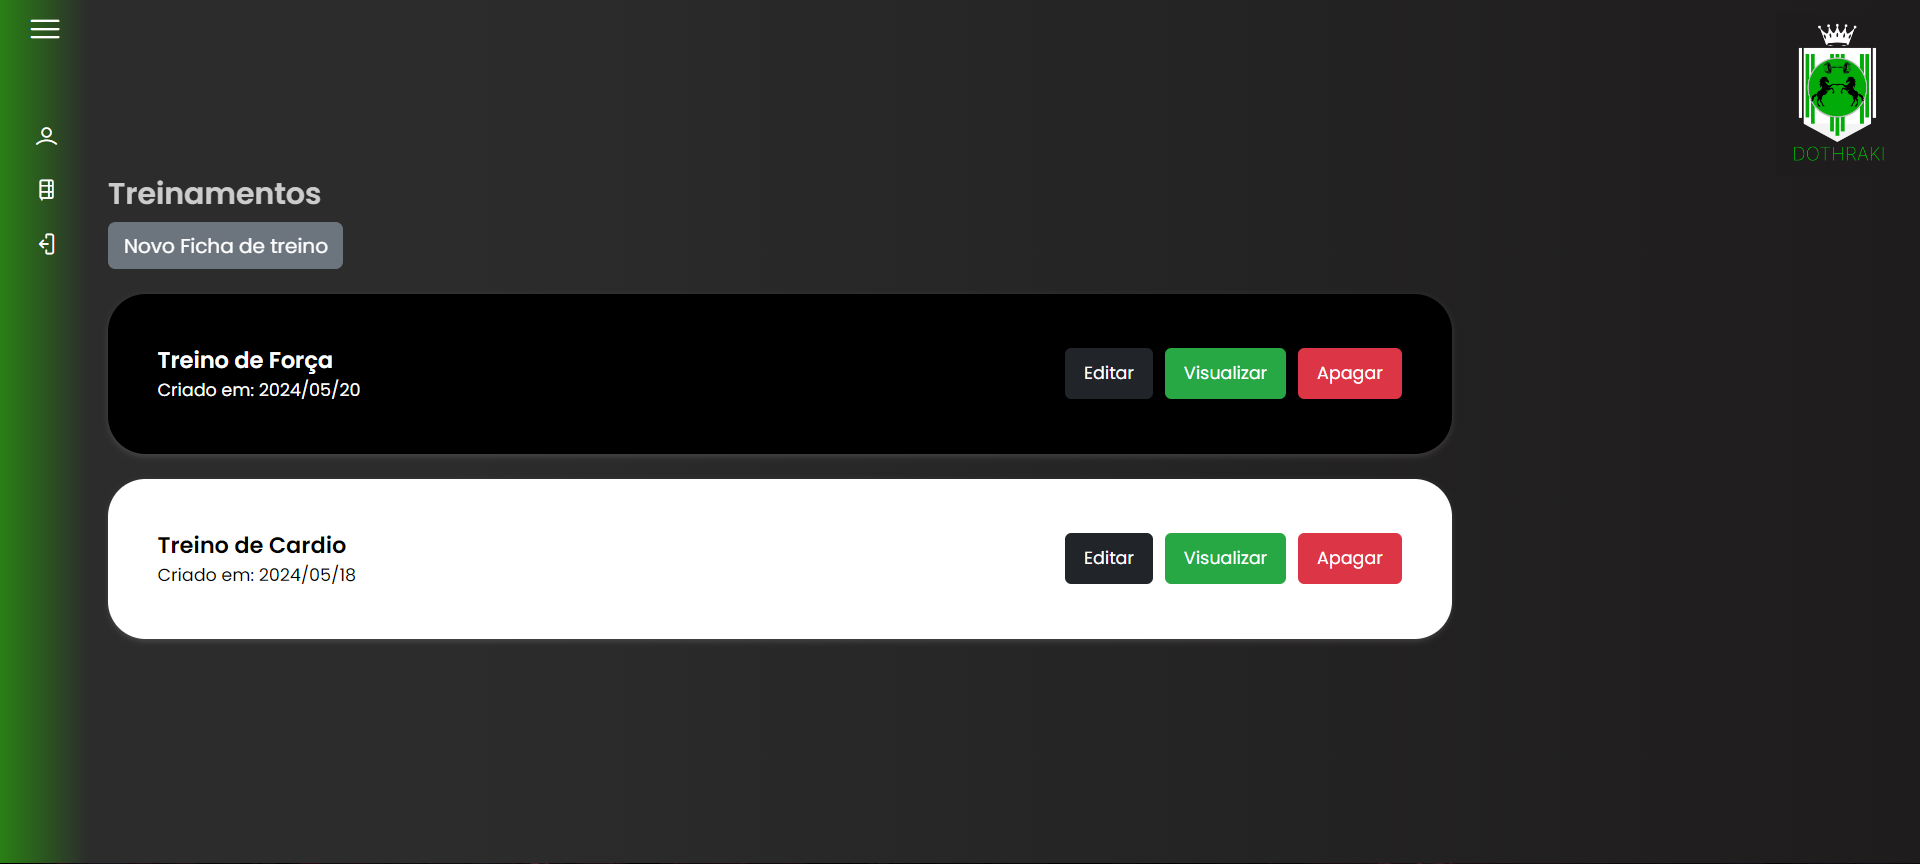 DOTHRAKI
Treinamentos
Novo Ficha de treino
Treino de Força
Criado em: 2024/05/20
Editar
Visualizar
Apagar
Treino de Cardio
Criado em: 2024/05/18
Editar
Visualizar
Apagar